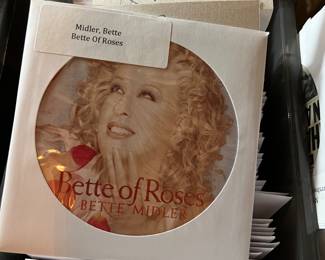 Midler, Bette
Bette Of Roses
Bette of Roses
BETTE MIDLER